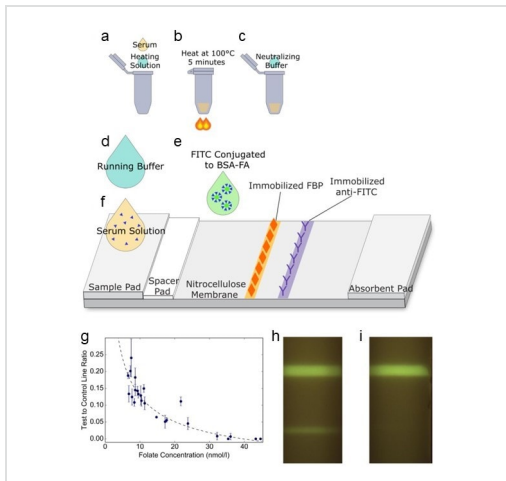 a
Serum
Heating
Solution
b
Heat at 100°C
5 minutes
c
Neutralizing
Buffer
d
Running Buffer
e
FITC Conjugated
to BSA-FA
f
Serum Solution
Immobilized FBP
Immobilized
anti-FITC
Sample Pad
Spacer
Pad
Nitrocellulose
Membrane
Absorbent Pad
g
Test to Control Line Ratio
0.25
0.20
0.15
0.10
0.05
0.00
0
10
20
30
40
Folate Concentration (nmol/l)
h
i